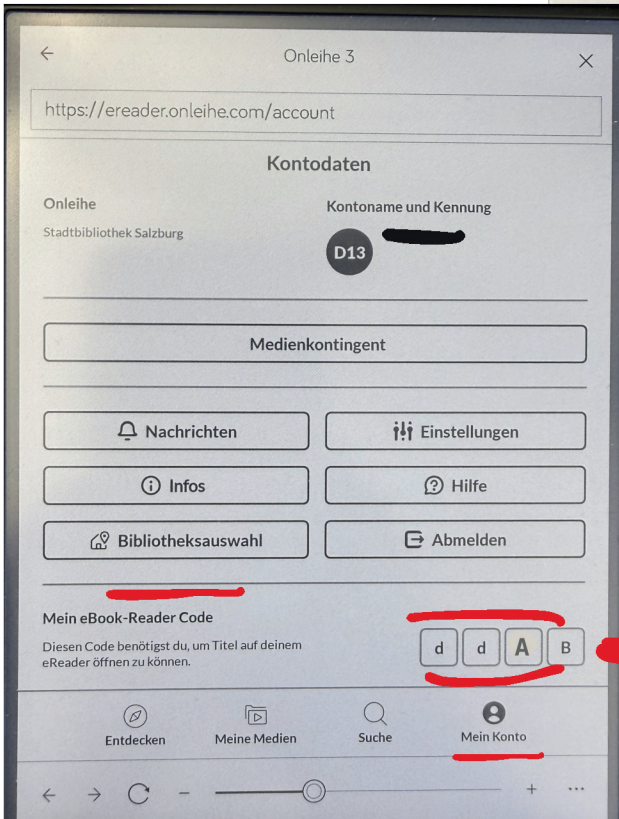 Onleihe 3
https://ereader.onleihe.com/account
Kontodaten
Onleihe
Kontoname und Kennung
Stadtbibliothek Salzburg
D13
Medienkontingent
Nachrichten
Einstellungen
Infos
Hilfe
Bibliotheksauswahl
Abmelden
Mein eBook-Reader Code
Diesen Code benötigst du, um Titel auf deinem
eReader öffnen zu können.
d d A B
Entdecken
Meine Medien
Suche
Mein Konto